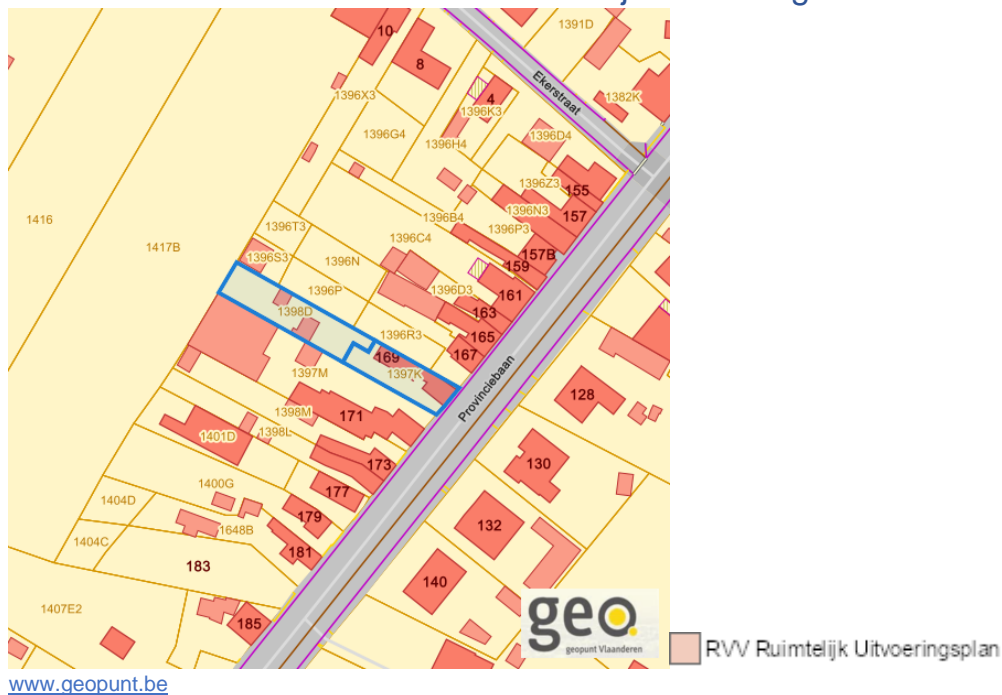 10
1391D
8
Ekerstraat
1396X3
4
1382K
1396K3
1396G4
1396D4
1396H4
1396Z3
155
1396N3
157
1416
1396B4
1396P3
1396T3
1417B
1396C4
157B
1396S3
1396N
159
1396P
1396D3
161
1398D
163
1396R3
165
169
167
1397M
1397K
Provinciebaan
128
1398M
171
1401D
1398L
173
130
1400G
177
1404D
179
132
1648B
1404C
181
183
140
1407E2
185
geo
geopunt Vlaanderen
RVV Ruimtelijk Uitvoeringsplan
www.geopunt.be